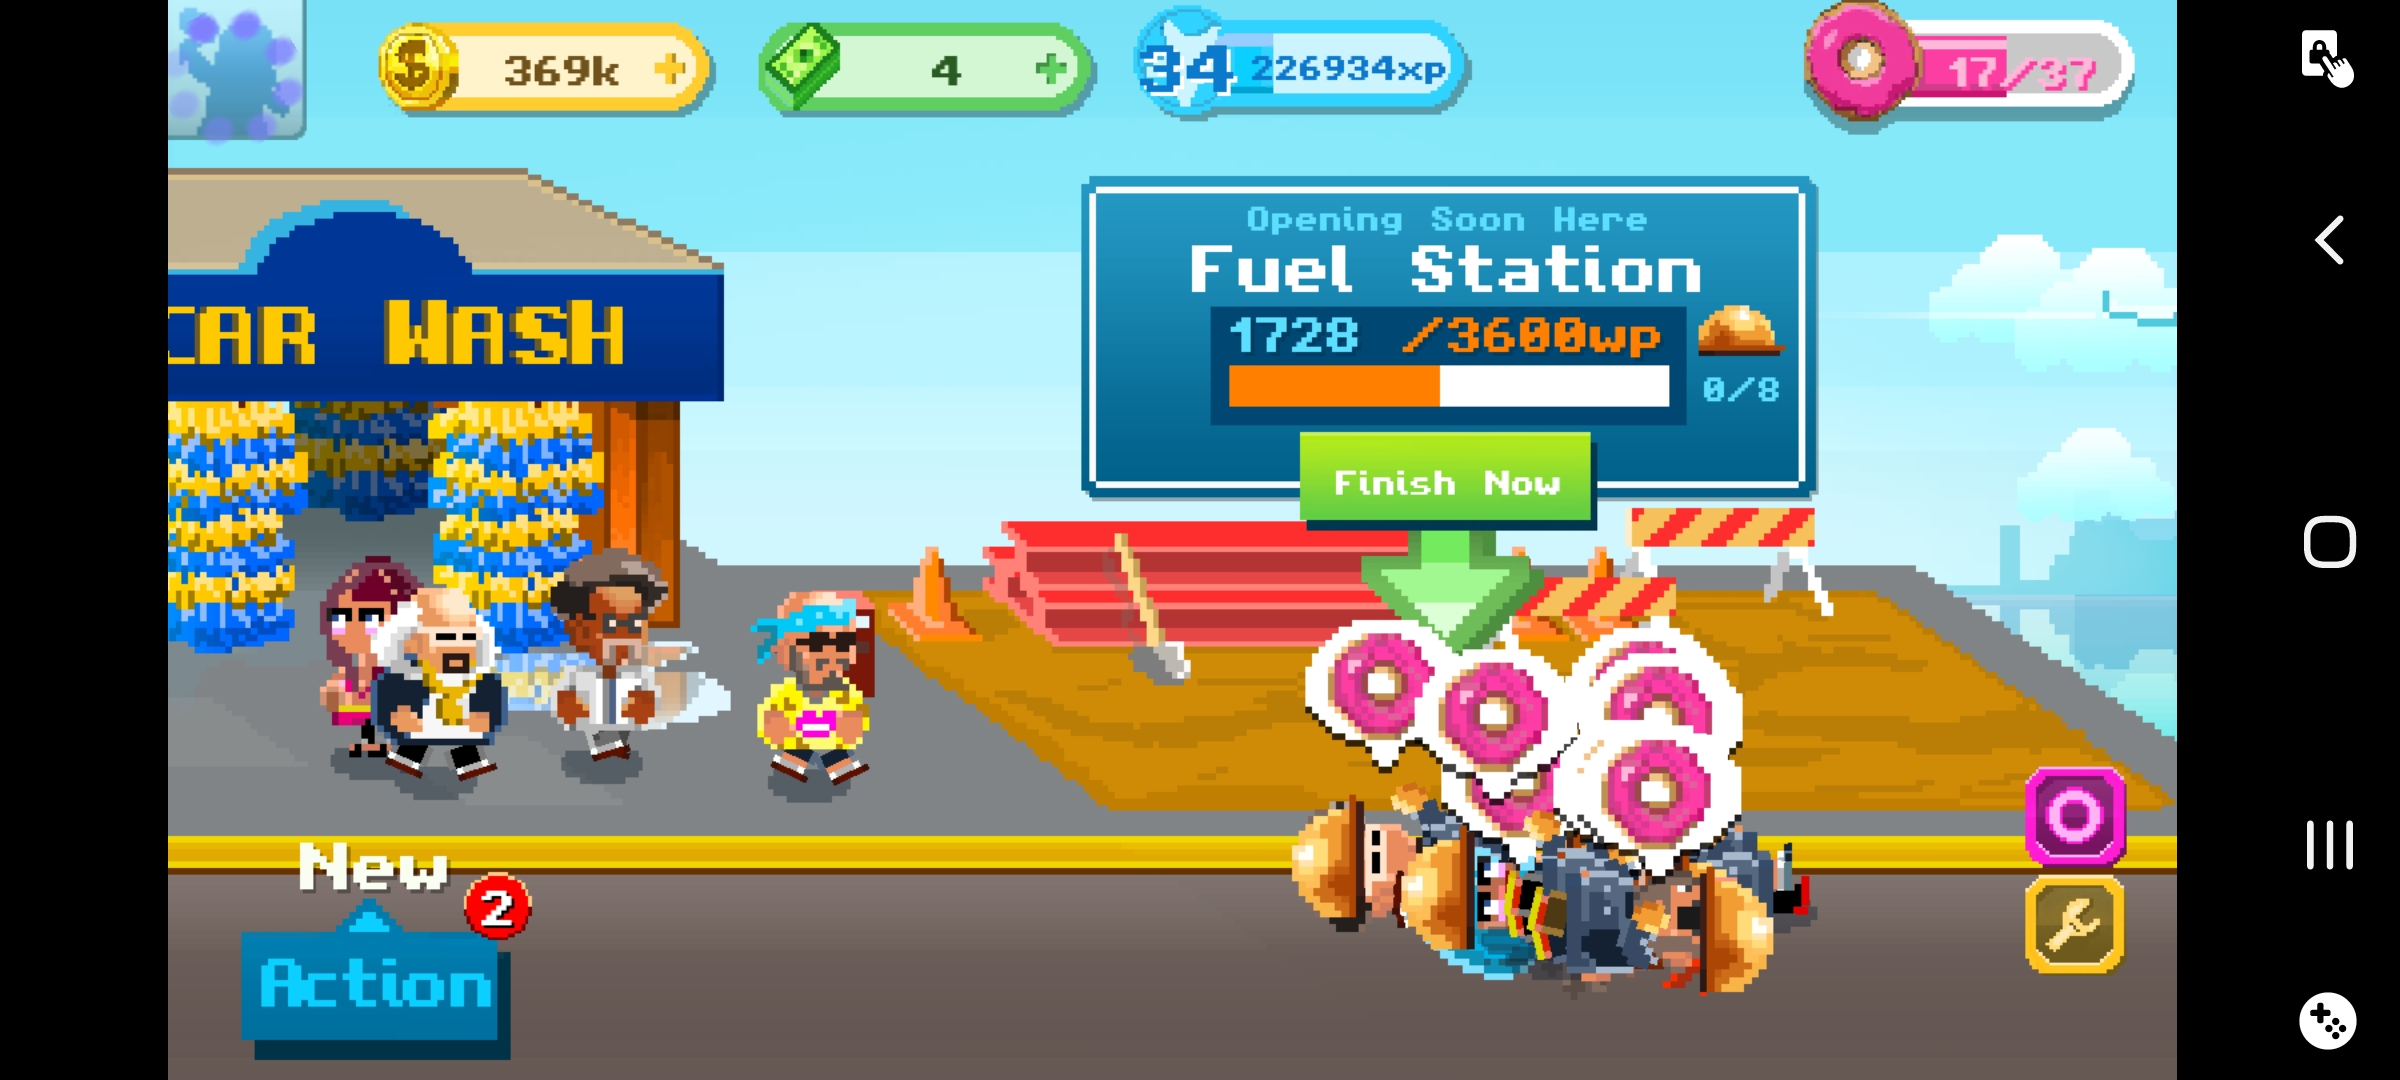 369k
4
34 226934xp
17/37
CAR WASH
Opening Soon Here
Fuel Station
1728 /3600wp
0/8
Finish Now
New
2
Action